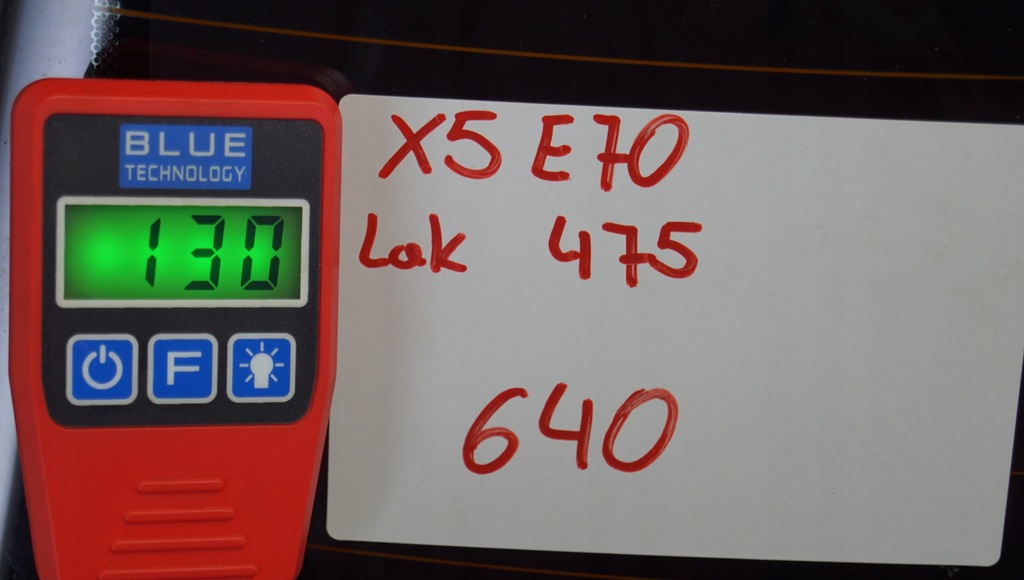 BLUE
TECHNOLOGY
130
F
X5 E70
Lak 475
640